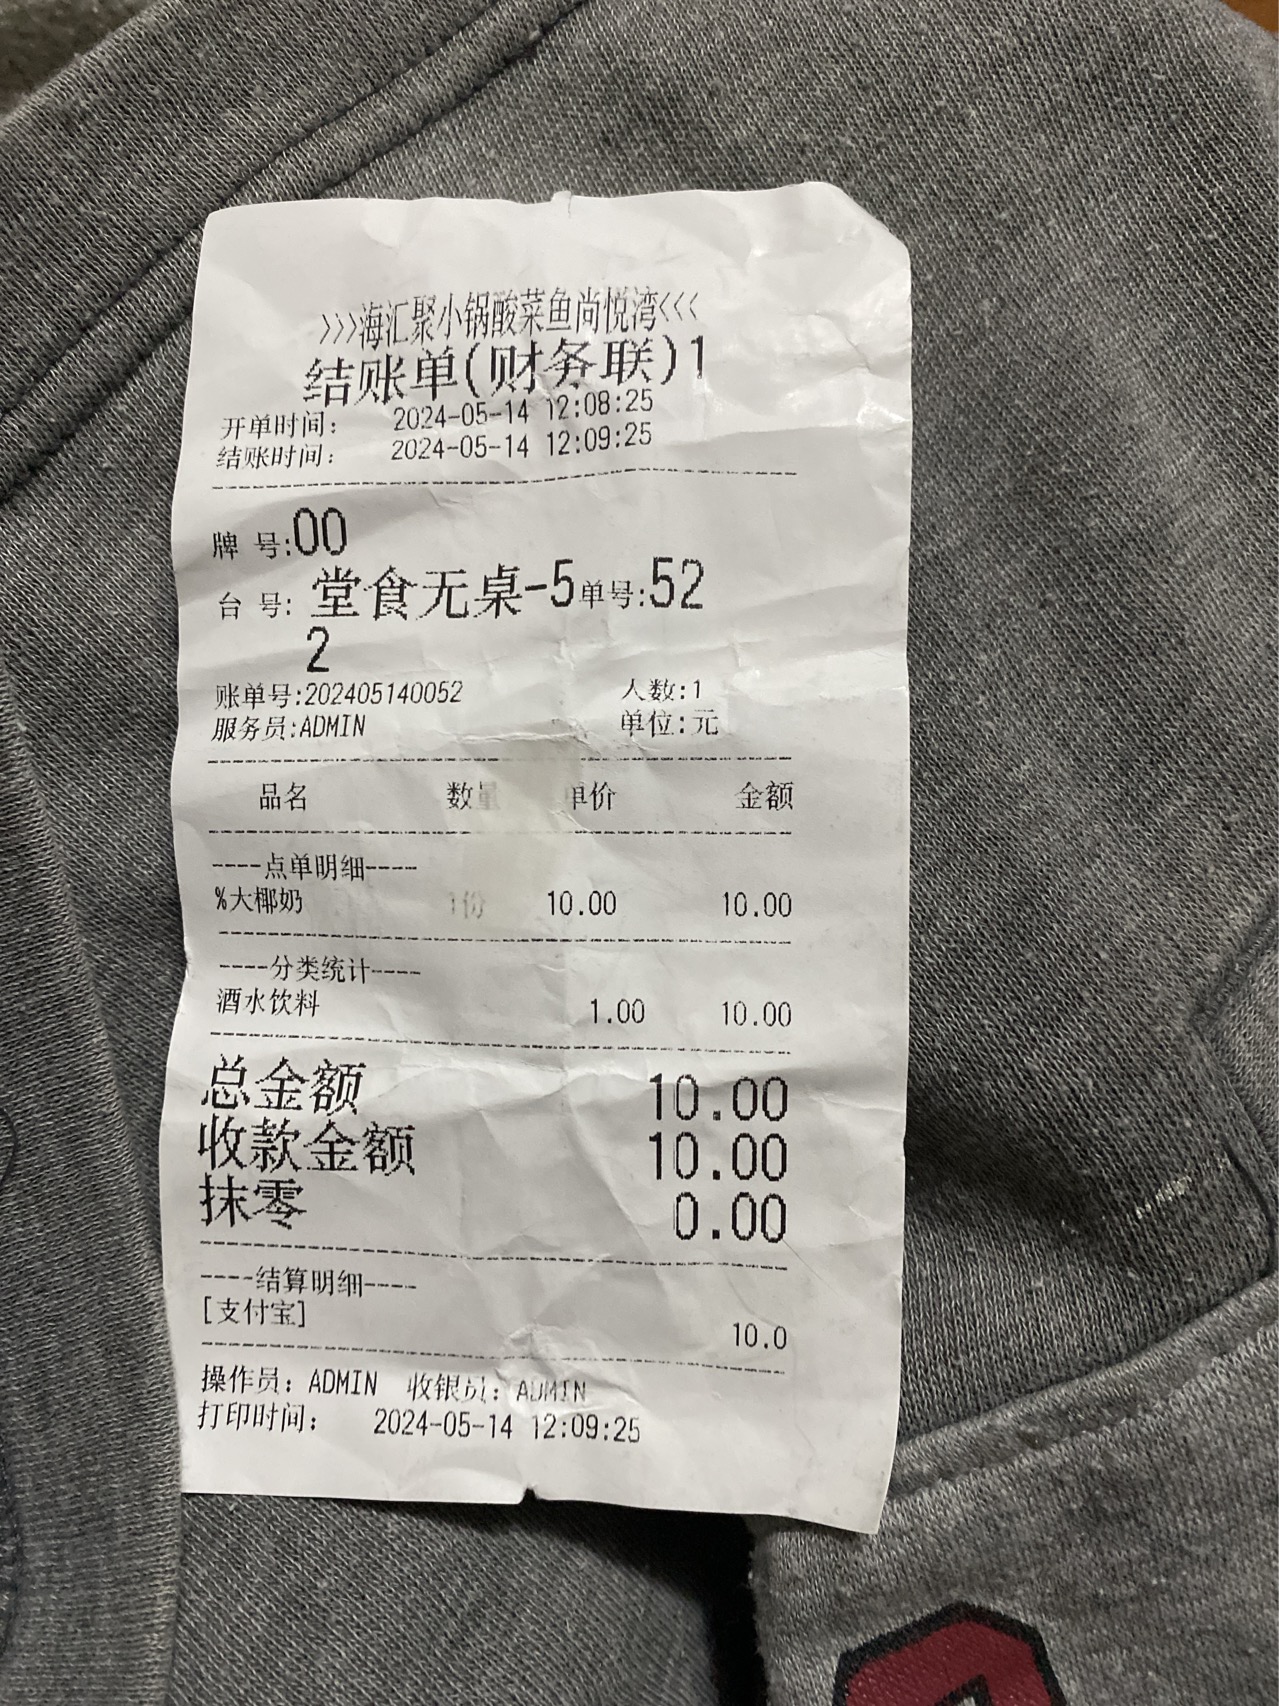 >>>海汇聚小锅酸菜鱼尚悦湾<<<
结账单(财务联)1
开单时间: 2024-05-14 12:08:25
结账时间: 2024-05-14 12:09:25
牌 号:00
台 号: 堂食无桌-5 单号:52
2
账单号:202405140052 人数:1
服务员:ADMIN 单位:元
品名 数量 单价 金额
----点单明细----
%大椰奶 1份 10.00 10.00
----分类统计----
酒水饮料 1.00 10.00
总金额 10.00
收款金额 10.00
抹零 0.00
----结算明细----
[支付宝] 10.0
操作员: ADMIN 收银员: ADMIN
打印时间: 2024-05-14 12:09:25